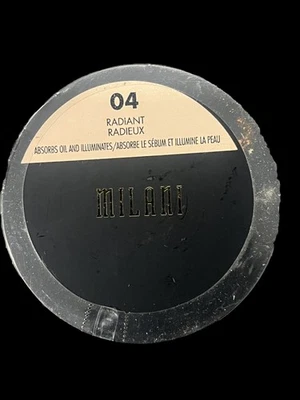 04
RADIANT
RADIEUX
ABSORBS OIL AND ILLUMINATES/ABSORBE LE SÉBUM ET ILLUMINE LA PEAU
MILANI